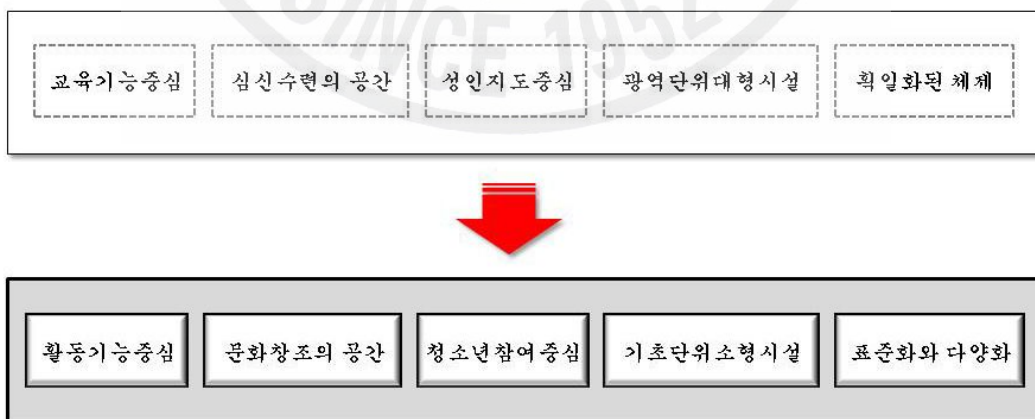 SINCE 1952
교육기능중심 심신수련의 공간 성인지도중심 광역단위대형시설 획일화된 체제
활동기능중심 문화창조의 공간 청소년참여중심 기초단위소형시설 표준화와 다양화